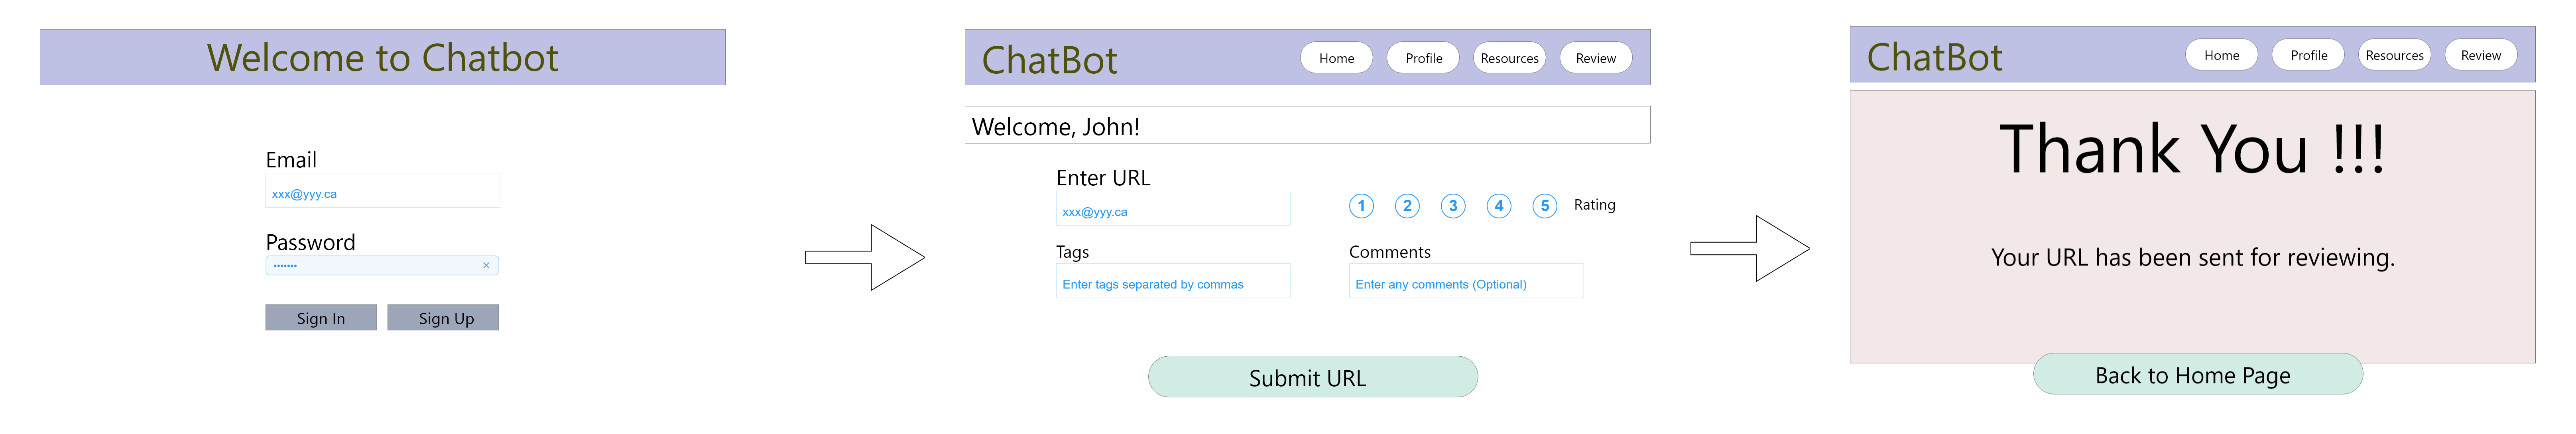 Welcome to Chatbot
Email
xxx@yyy.ca
Password
•••••••
×
Sign In
Sign Up
ChatBot
Home
Profile
Resources
Review
Welcome, John!
Enter URL
xxx@yyy.ca
1 2 3 4 5 Rating
Tags
Enter tags separated by commas
Comments
Enter any comments (Optional)
Submit URL
ChatBot
Home
Profile
Resources
Review
Thank You !!!
Your URL has been sent for reviewing.
Back to Home Page